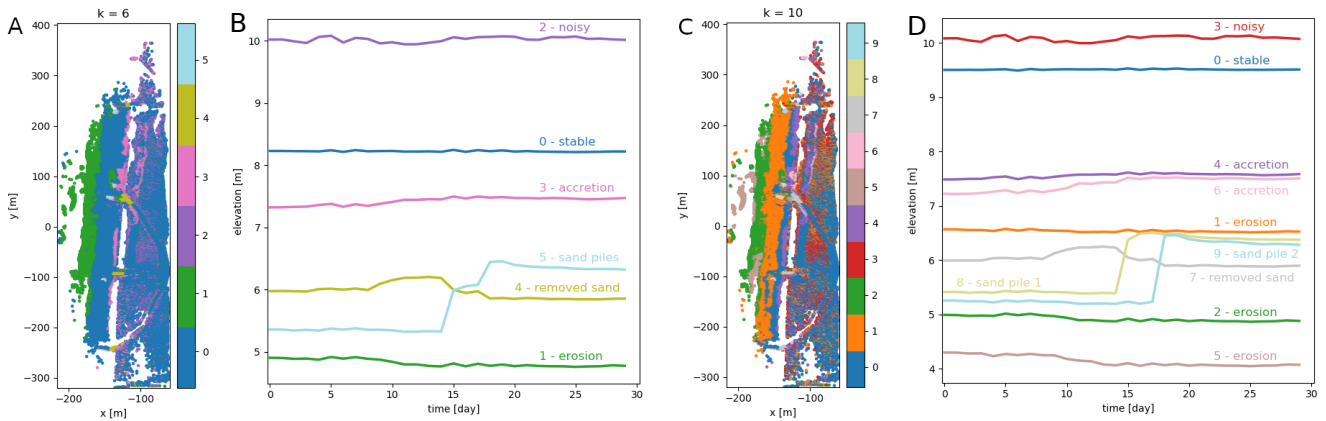 A
k = 6
400
300
200
100
0
−100
−200
−300
y [m]
−200
−100
x [m]
5
4
3
2
1
0
B
10
9
8
7
6
5
elevation [m]
2 - noisy
0 - stable
3 - accretion
5 - sand piles
4 - removed sand
1 - erosion
0
5
10
15
20
25
30
time [day]
C
k = 10
400
300
200
100
0
−100
−200
−300
y [m]
−200
−100
x [m]
9
8
7
6
5
4
3
2
1
0
D
10
9
8
7
6
5
4
elevation [m]
3 - noisy
0 - stable
4 - accretion
6 - accretion
1 - erosion
9 - sand pile 2
7 - removed sand
8 - sand pile 1
2 - erosion
5 - erosion
0
5
10
15
20
25
30
time [day]